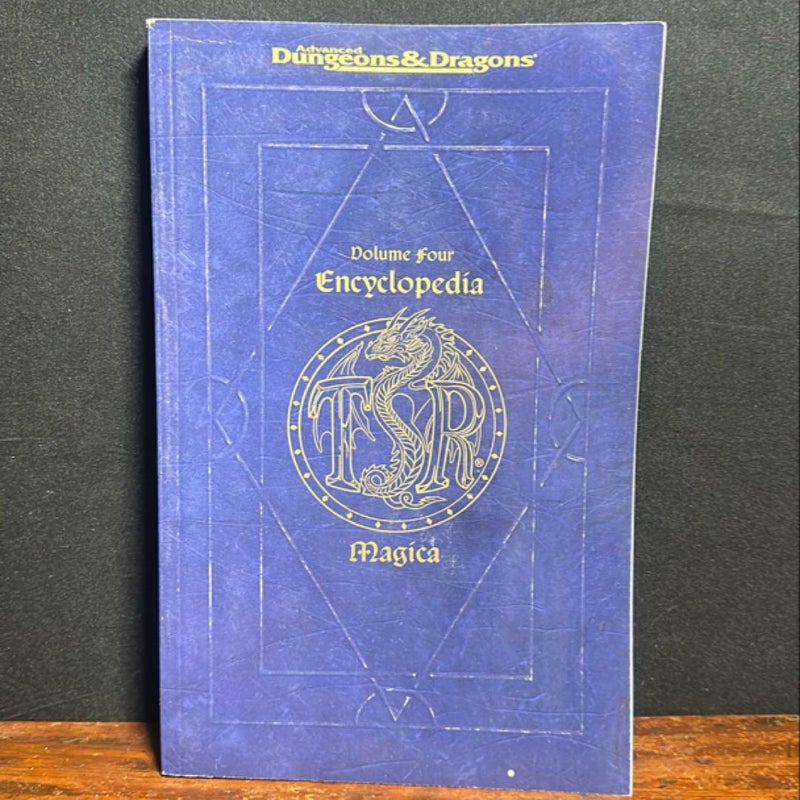 Advanced
Dungeons & Dragons®
Volume Four
Encyclopedia
TSR®
Magica